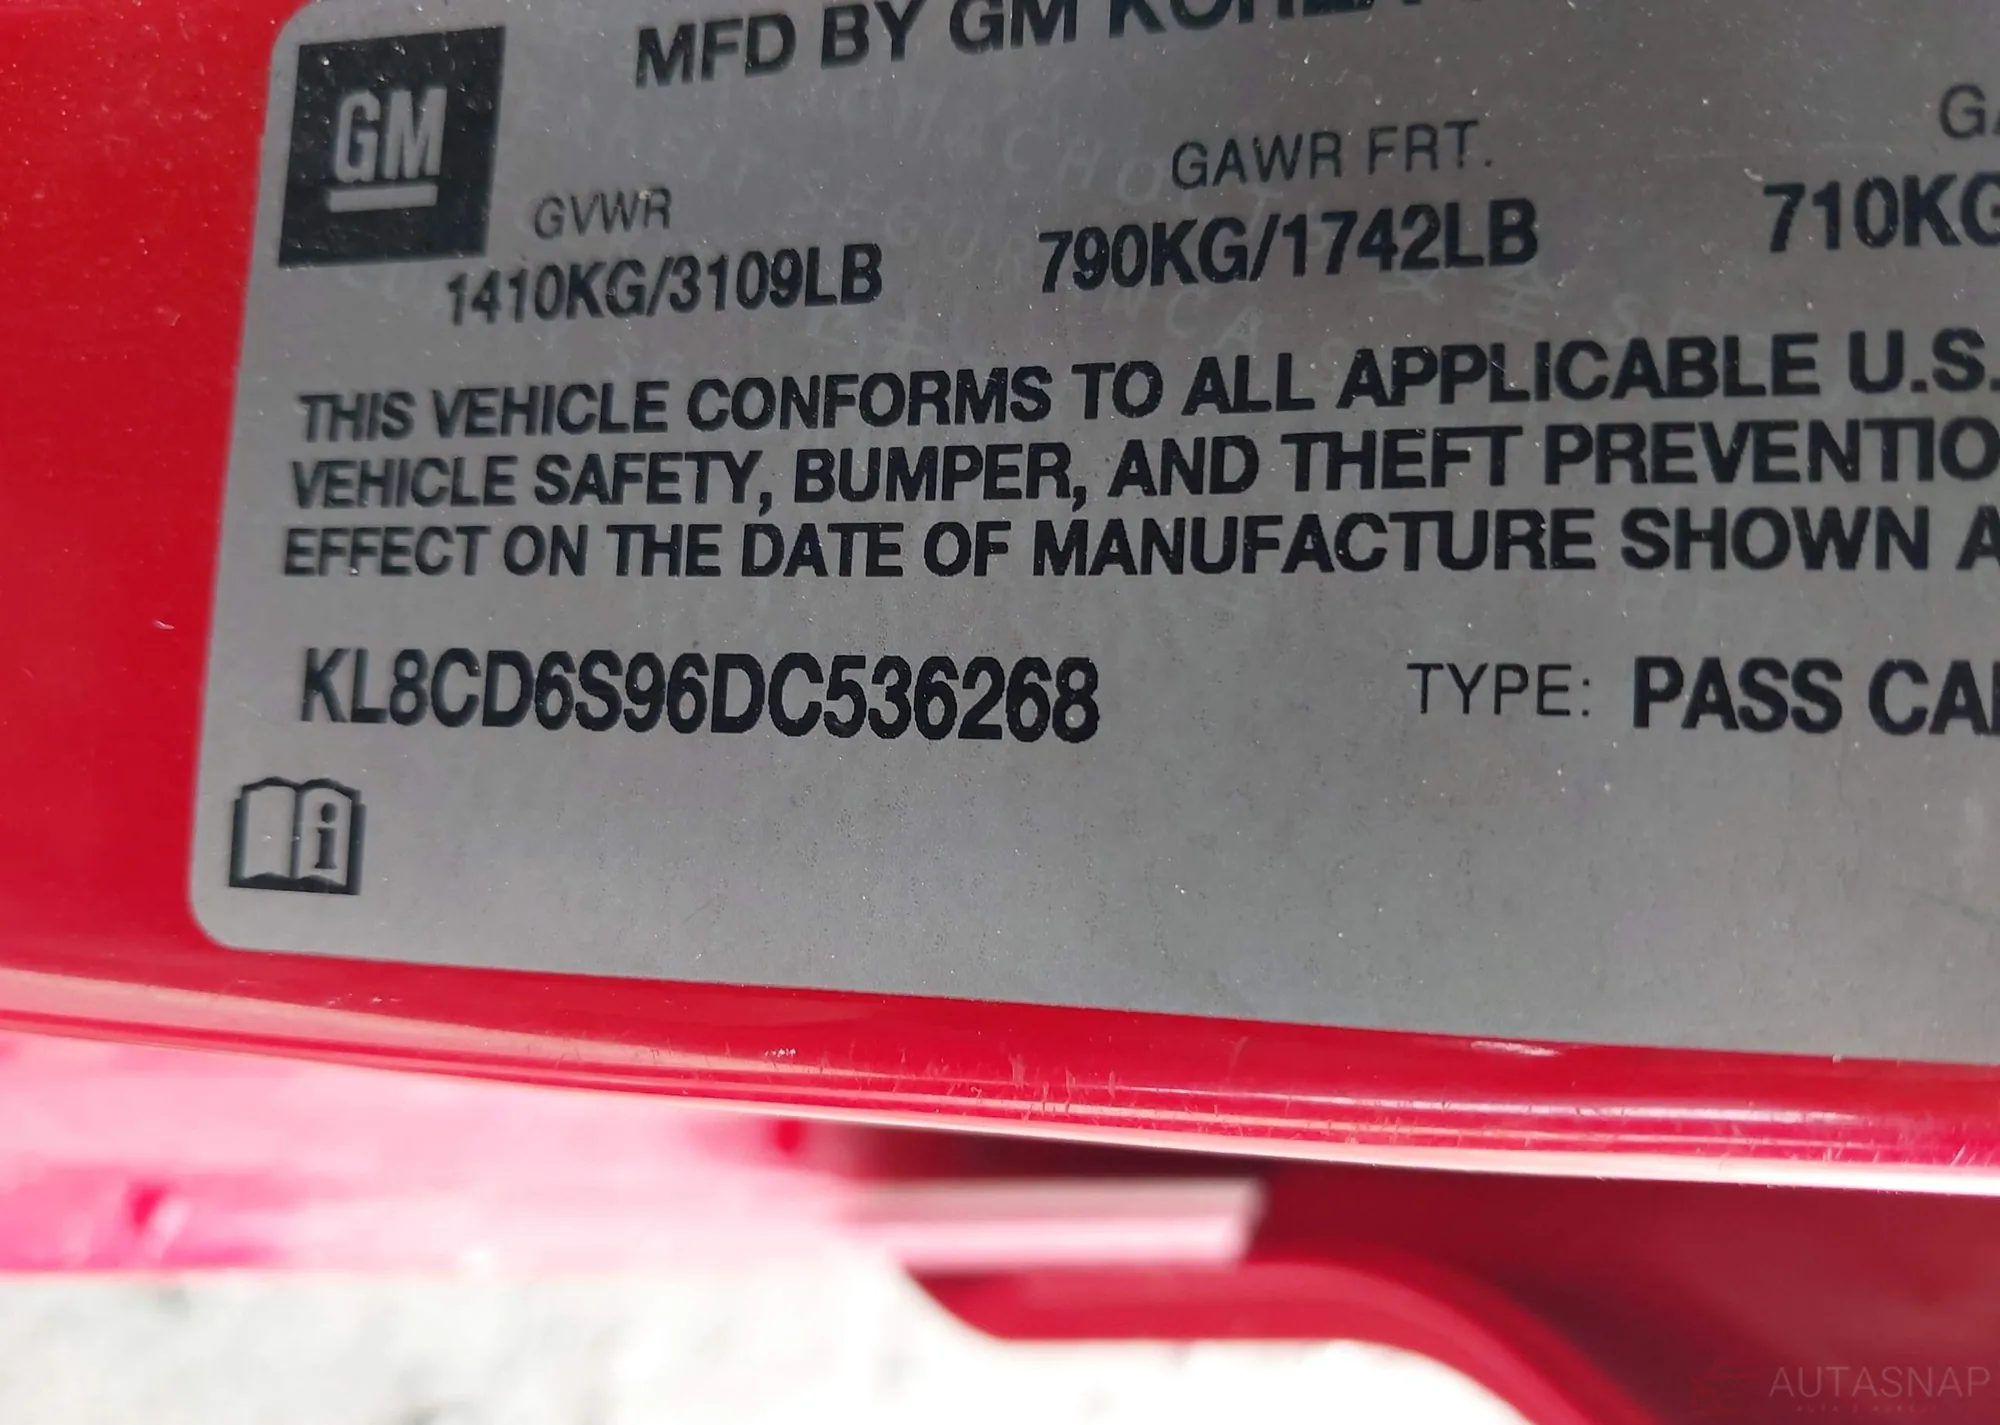 GM
MFD BY GM KOREA
GVWR
GAWR FRT.
1410KG/3109LB
790KG/1742LB
710KG
THIS VEHICLE CONFORMS TO ALL APPLICABLE U.S.
VEHICLE SAFETY, BUMPER, AND THEFT PREVENTIO
EFFECT ON THE DATE OF MANUFACTURE SHOWN A
KL8CD6S96DC536268
TYPE: PASS CA
i
AUTASNAP